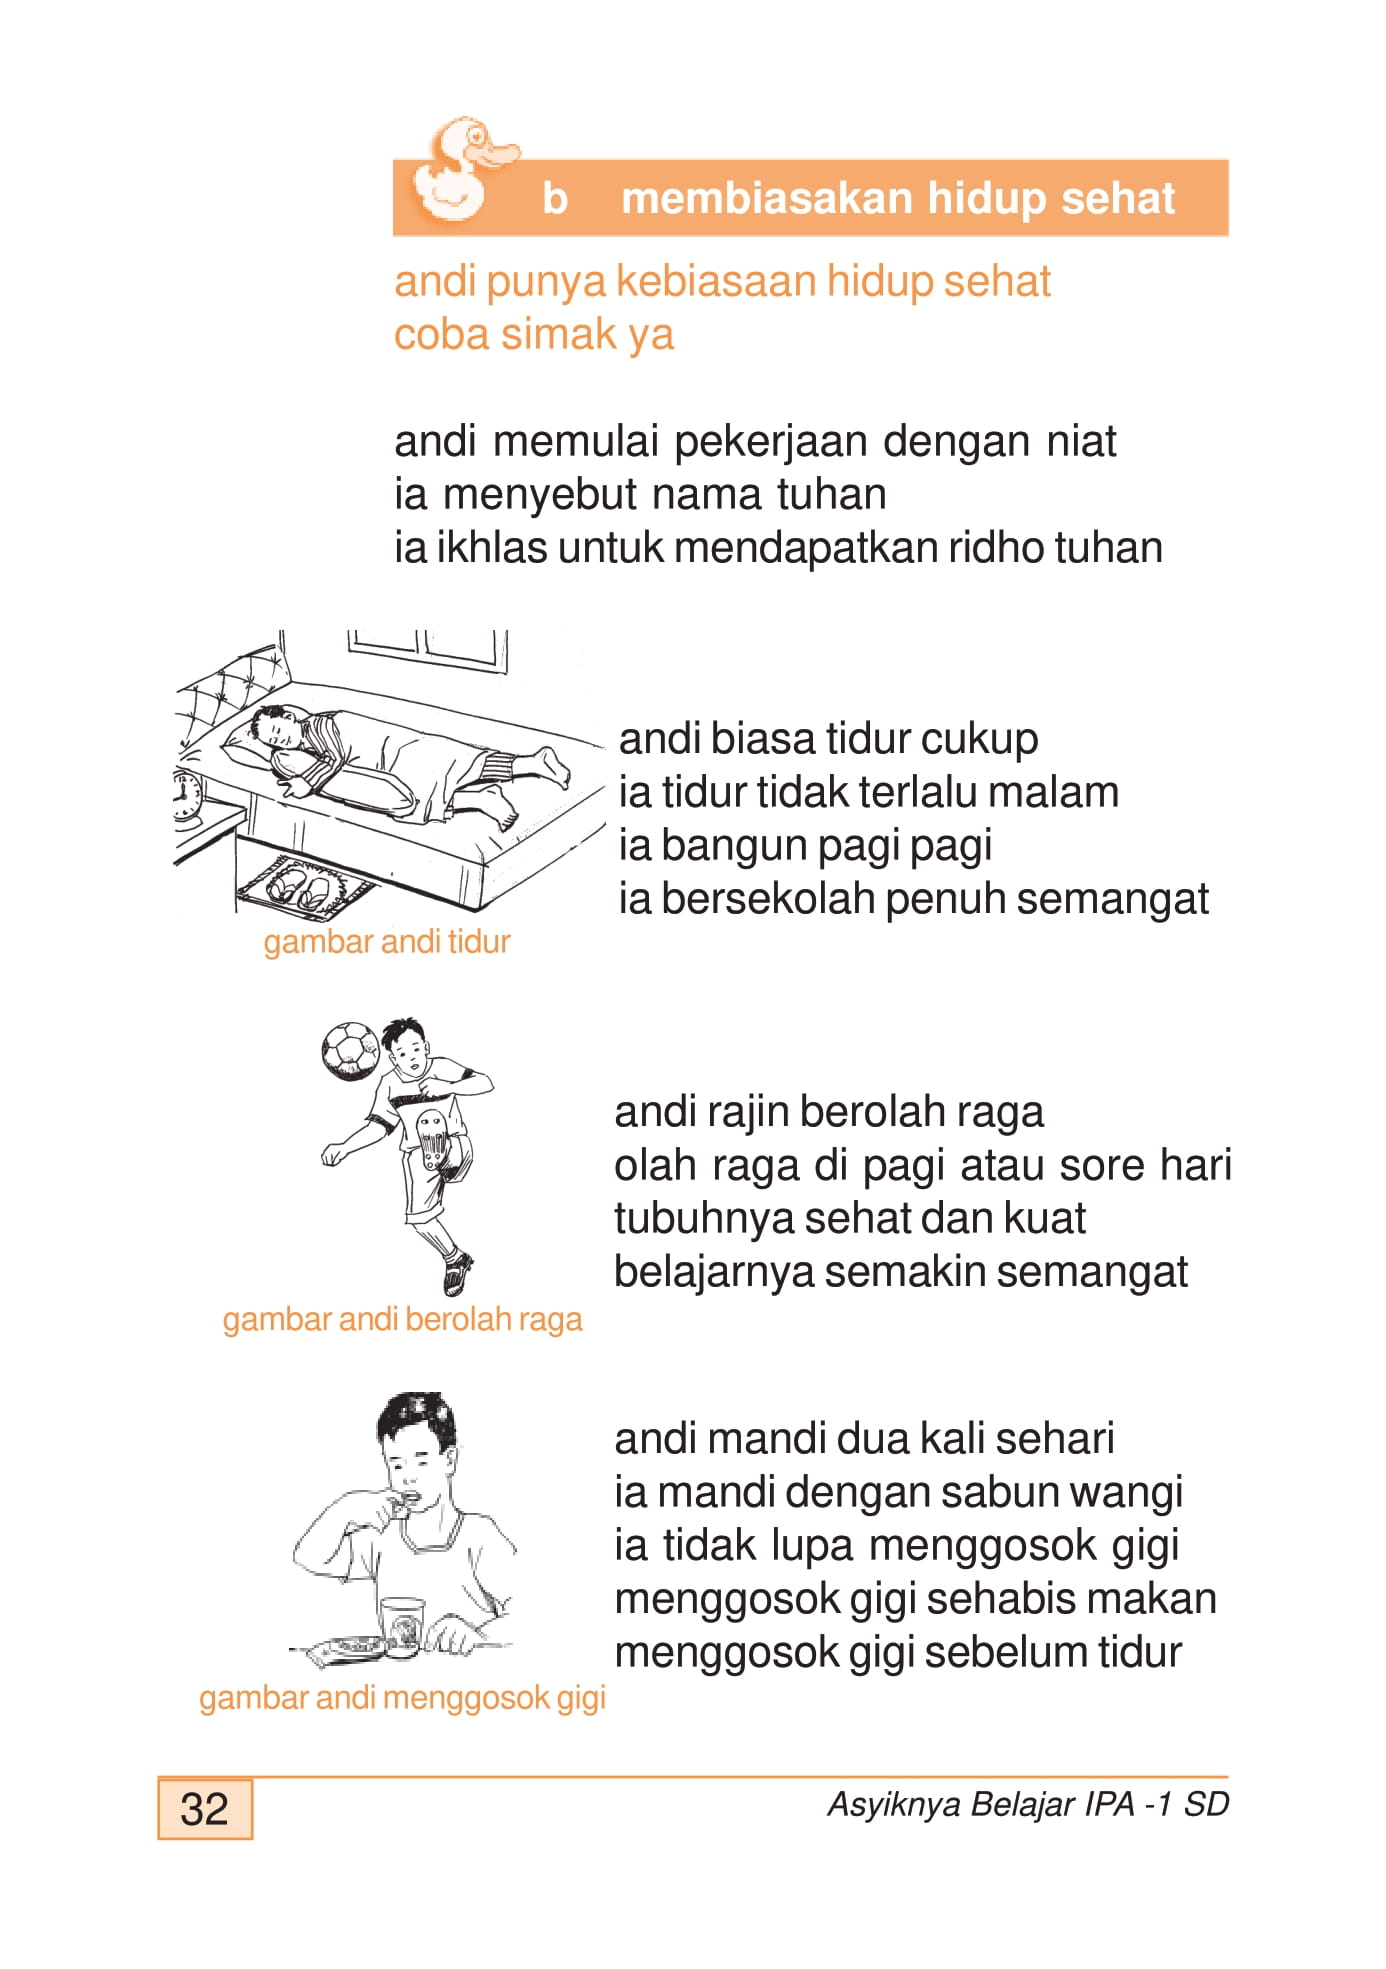 b membiasakan hidup sehat
andi punya kebiasaan hidup sehat
coba simak ya
andi memulai pekerjaan dengan niat
ia menyebut nama tuhan
ia ikhlas untuk mendapatkan ridho tuhan
andi biasa tidur cukup
ia tidur tidak terlalu malam
ia bangun pagi pagi
ia bersekolah penuh semangat
gambar andi tidur
andi rajin berolah raga
olah raga di pagi atau sore hari
tubuhnya sehat dan kuat
belajarnya semakin semangat
gambar andi berolah raga
andi mandi dua kali sehari
ia mandi dengan sabun wangi
ia tidak lupa menggosok gigi
menggosok gigi sehabis makan
menggosok gigi sebelum tidur
gambar andi menggosok gigi
32
Asyiknya Belajar IPA -1 SD